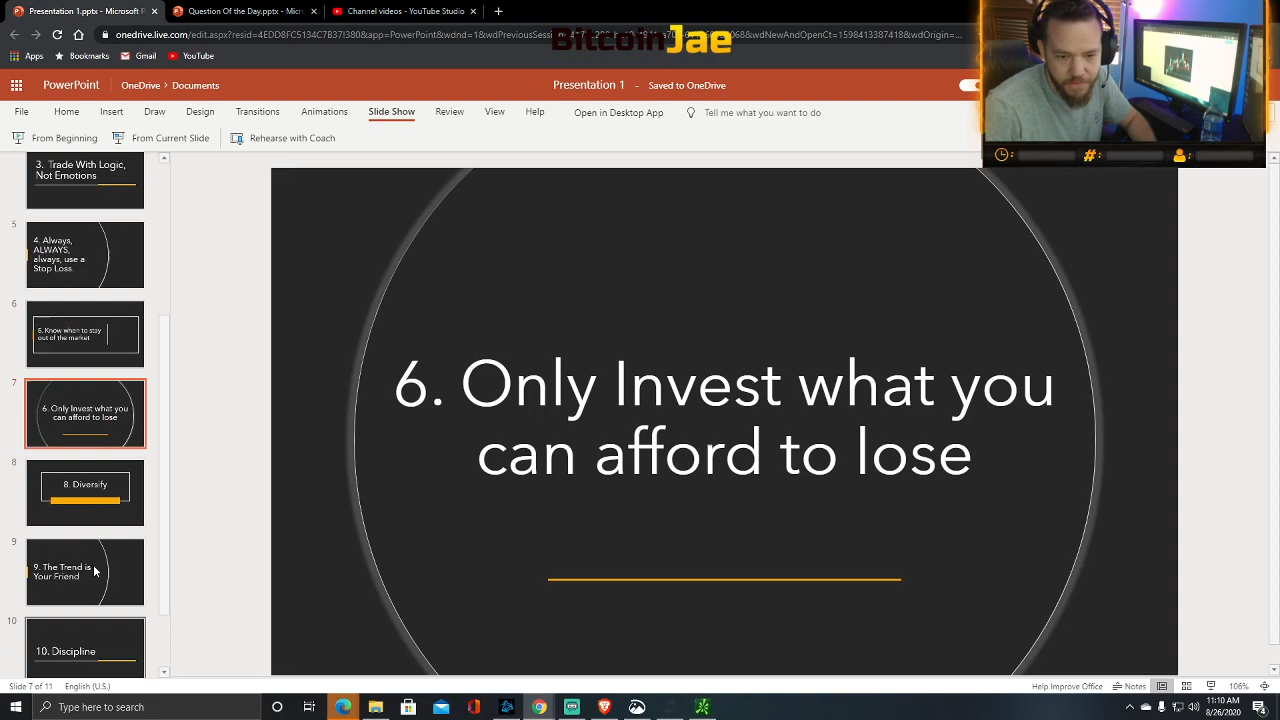 Presentation 1 - Microsoft P
Question Of the Day.pptx - Micr
Channel videos - YouTube Studio
BitcoinJae
Apps
Bookmarks
Gmail
YouTube
PowerPoint
OneDrive > Documents
Presentation 1 - Saved to OneDrive
File
Home
Insert
Draw
Design
Transitions
Animations
Slide Show
Review
View
Help
Open in Desktop App
Tell me what you want to do
From Beginning
From Current Slide
Rehearse with Coach
#:
3. Trade With Logic,
Not Emotions
5
4. Always,
ALWAYS,
always, use a
Stop Loss.
6
out of the market
7
6. Only Invest what you
can afford to lose
8
8. Diversify
9
9. The Trend is
Your Friend
10
10. Discipline
6. Only Invest what you
can afford to lose
Slide 7 of 11
English (U.S.)
Help Improve Office
Notes
106%
Type here to search
11:10 AM
8/26/2020